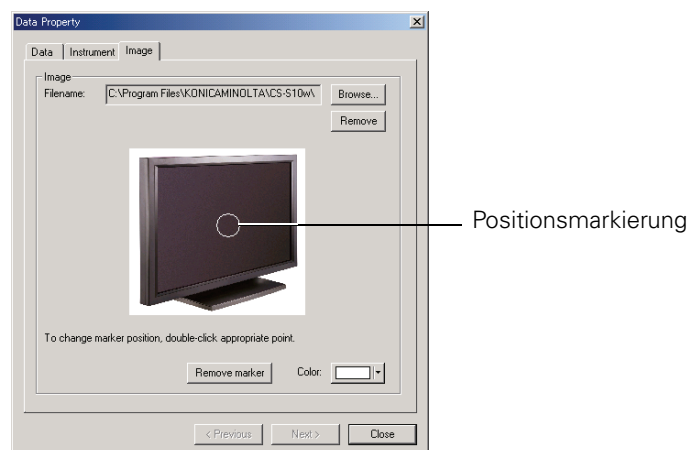 Data Property
Data Instrument Image
Image
Filename: C:\Program Files\KONICAMINOLTA\CS-S10w\ Browse...
Remove
Positionsmarkierung
To change marker position, double-click appropriate point.
Remove marker Color:
< Previous Next > Close